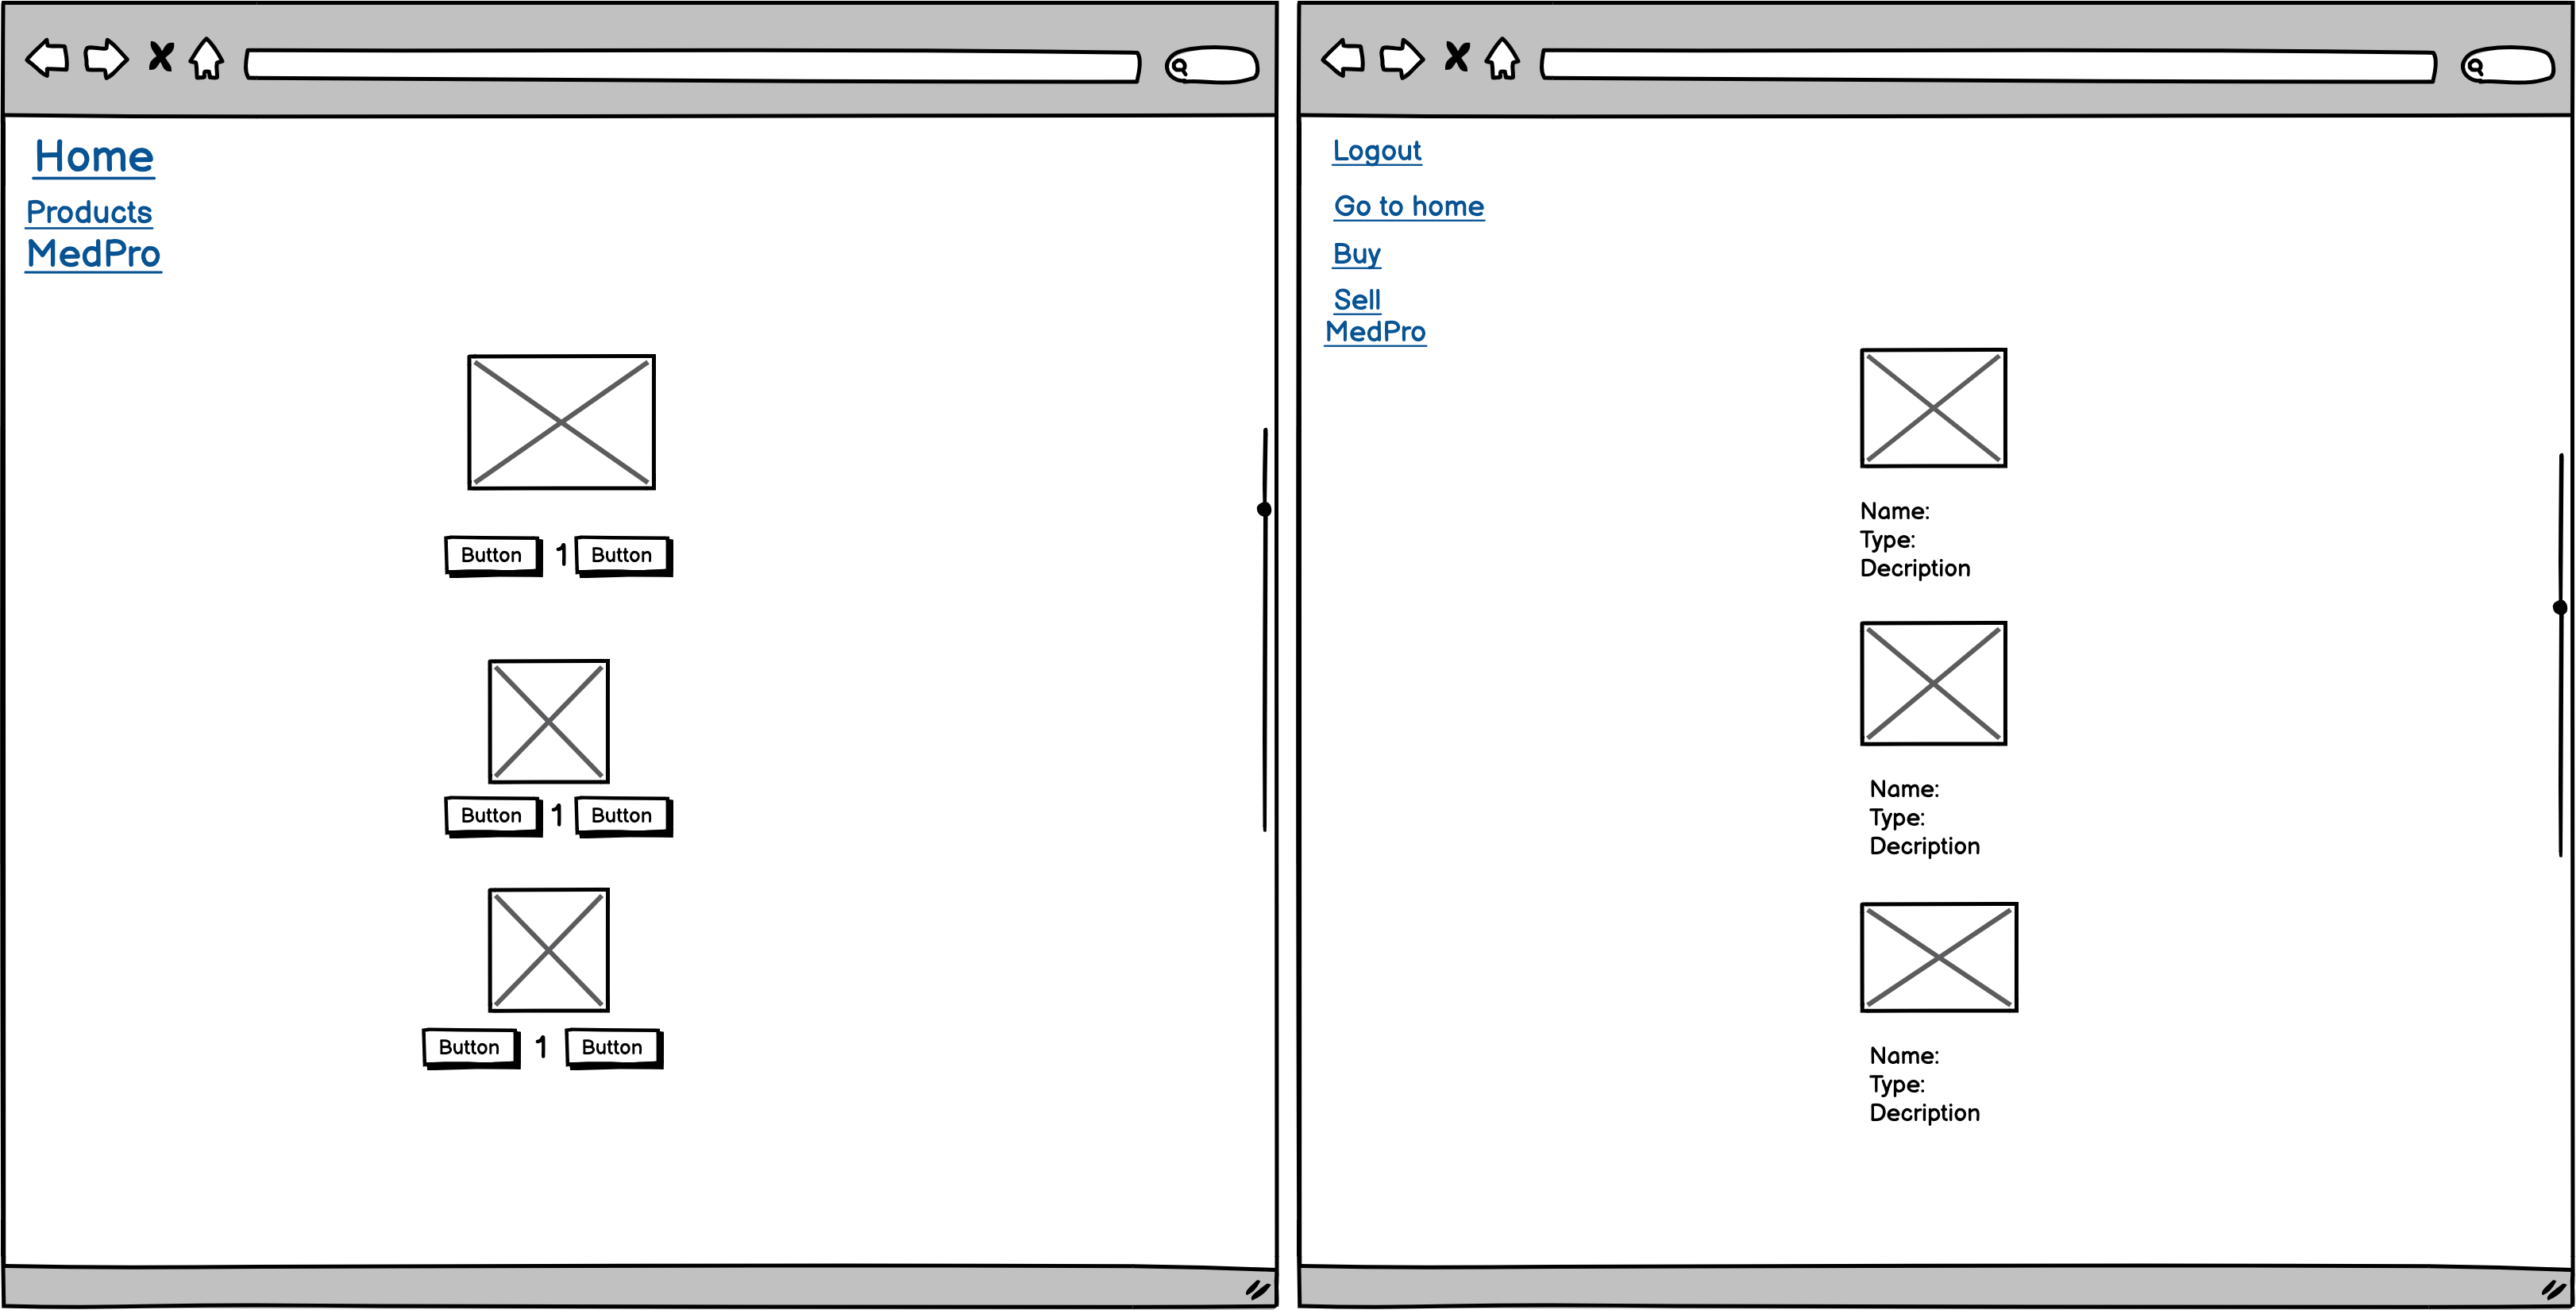 Home
Products
MedPro
Button 1 Button
Button 1 Button
Button 1 Button
Logout
Go to home
Buy
Sell
MedPro
Name:
Type:
Decription
Name:
Type:
Decription
Name:
Type:
Decription